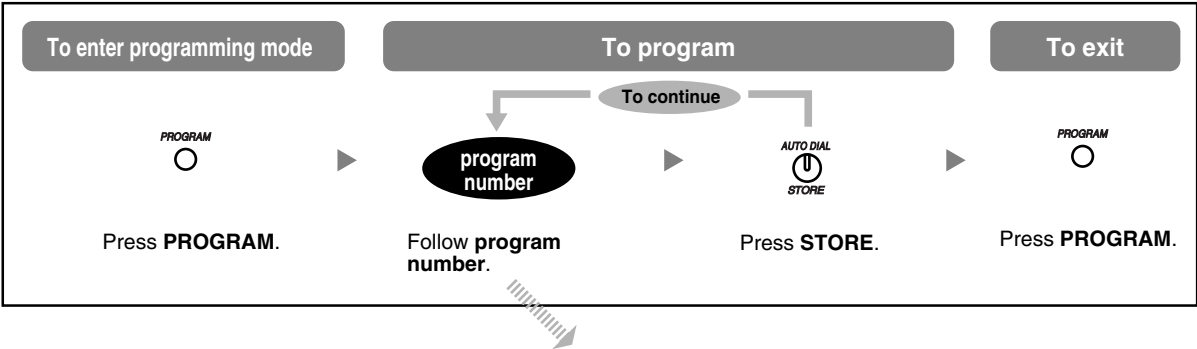 To enter programming mode
To program
To exit
To continue
PROGRAM
program
number
AUTO DIAL
STORE
PROGRAM
Press PROGRAM.
Follow program
number.
Press STORE.
Press PROGRAM.